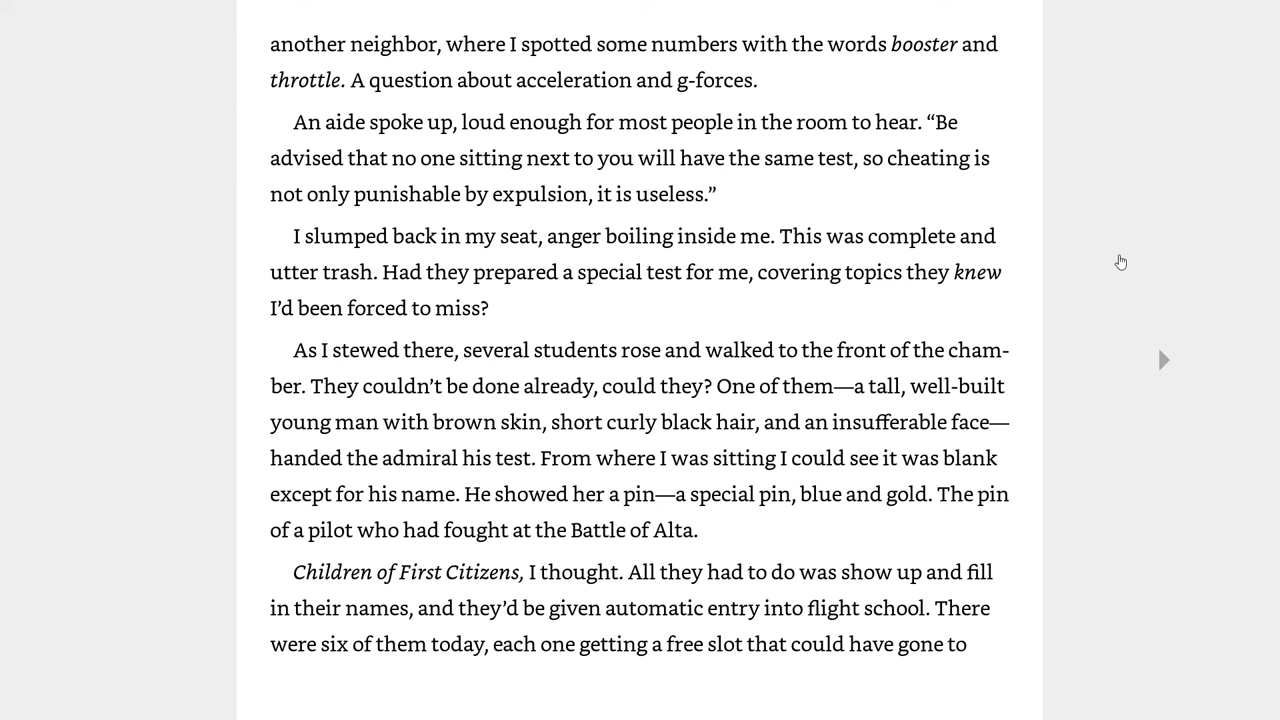 another neighbor, where I spotted some numbers with the words booster and
throttle. A question about acceleration and g-forces.
An aide spoke up, loud enough for most people in the room to hear. “Be
advised that no one sitting next to you will have the same test, so cheating is
not only punishable by expulsion, it is useless.”
I slumped back in my seat, anger boiling inside me. This was complete and
utter trash. Had they prepared a special test for me, covering topics they knew
I’d been forced to miss?
As I stewed there, several students rose and walked to the front of the cham-
ber. They couldn’t be done already, could they? One of them—a tall, well-built
young man with brown skin, short curly black hair, and an insufferable face—
handed the admiral his test. From where I was sitting I could see it was blank
except for his name. He showed her a pin—a special pin, blue and gold. The pin
of a pilot who had fought at the Battle of Alta.
Children of First Citizens, I thought. All they had to do was show up and fill
in their names, and they’d be given automatic entry into flight school. There
were six of them today, each one getting a free slot that could have gone to